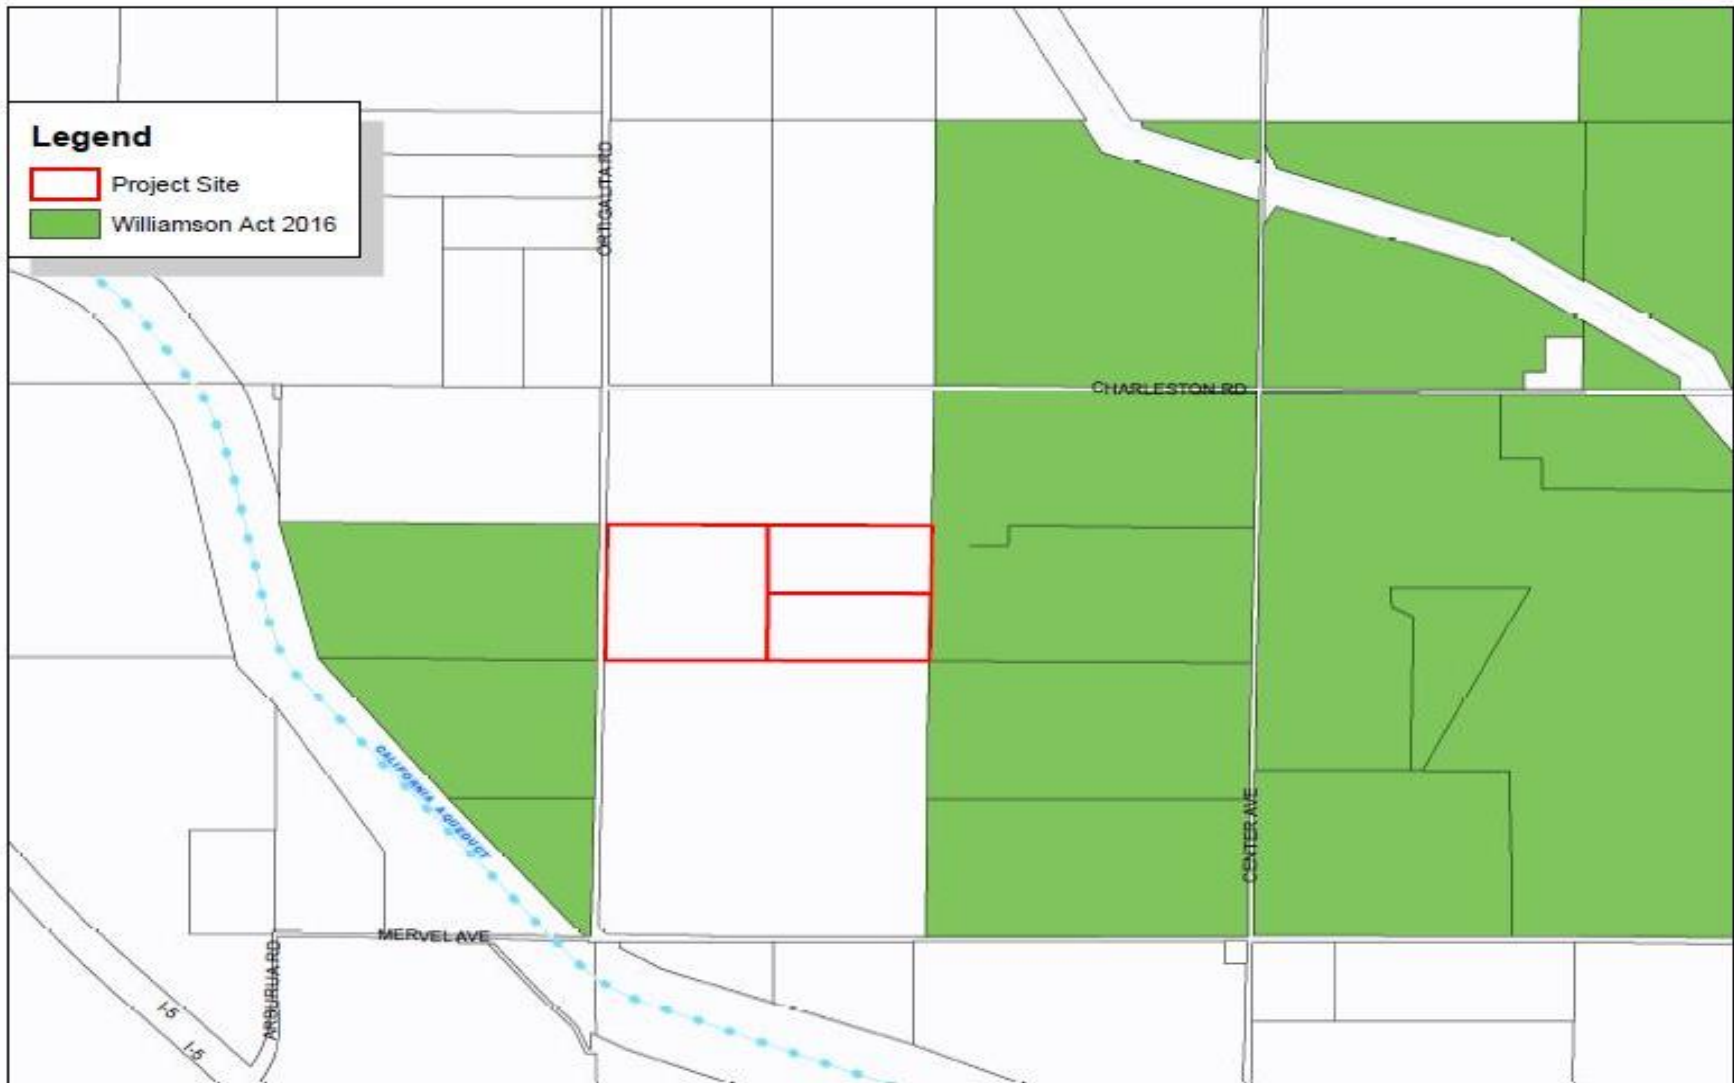 Legend
Project Site
Williamson Act 2016
ORTIGALITA RD
CHARLESTON RD
CALIFORNIA AQUEDUCT
CENTER AVE
MERVEL AVE
ARBURUA RD
I-5
I-5